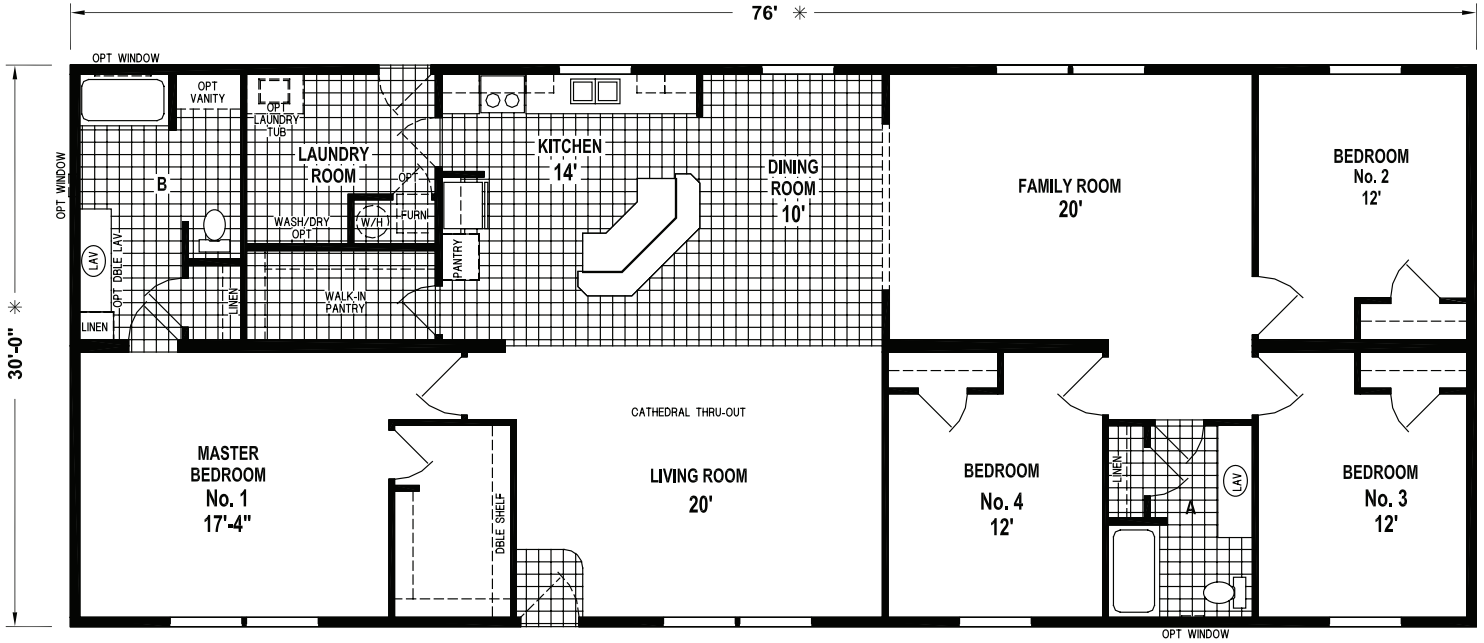 76' ✳
OPT WINDOW
OPT
VANITY
OPT
LAUNDRY
TUB
LAUNDRY
ROOM
KITCHEN
14'
DINING
ROOM
10'
FAMILY ROOM
20'
BEDROOM
No. 2
12'
OPT WINDOW
B
OPT
W/H
FURN
WASH/DRY
OPT
LAV
OPT DBLE LAV
LINEN
LINEN
WALK-IN
PANTRY
PANTRY
30'-0" ✳
CATHEDRAL THRU-OUT
MASTER
BEDROOM
No. 1
17'-4"
DBLE SHELF
LIVING ROOM
20'
BEDROOM
No. 4
12'
LINEN
A
LAV
BEDROOM
No. 3
12'
OPT WINDOW